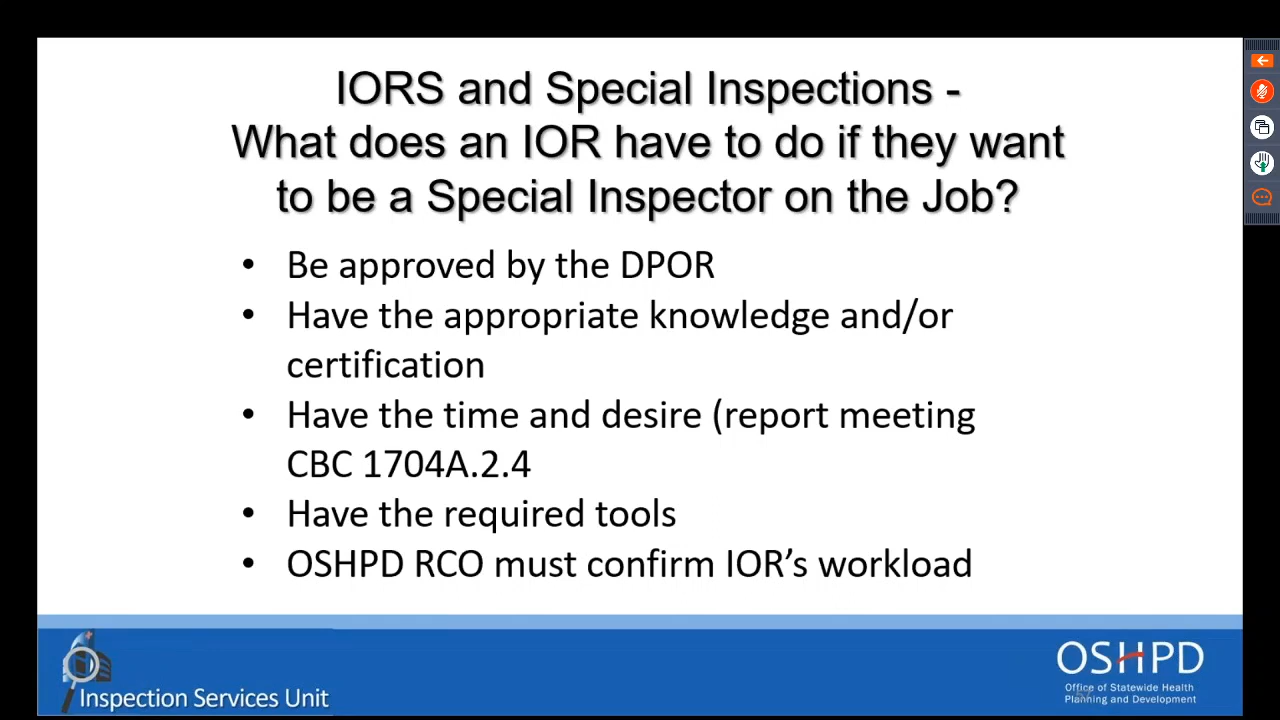 IORS and Special Inspections -
What does an IOR have to do if they want
to be a Special Inspector on the Job?
• Be approved by the DPOR
• Have the appropriate knowledge and/or
certification
• Have the time and desire (report meeting
CBC 1704A.2.4
• Have the required tools
• OSHPD RCO must confirm IOR’s workload
Inspection Services Unit
OSHPD
Office of Statewide Health
Planning and Development